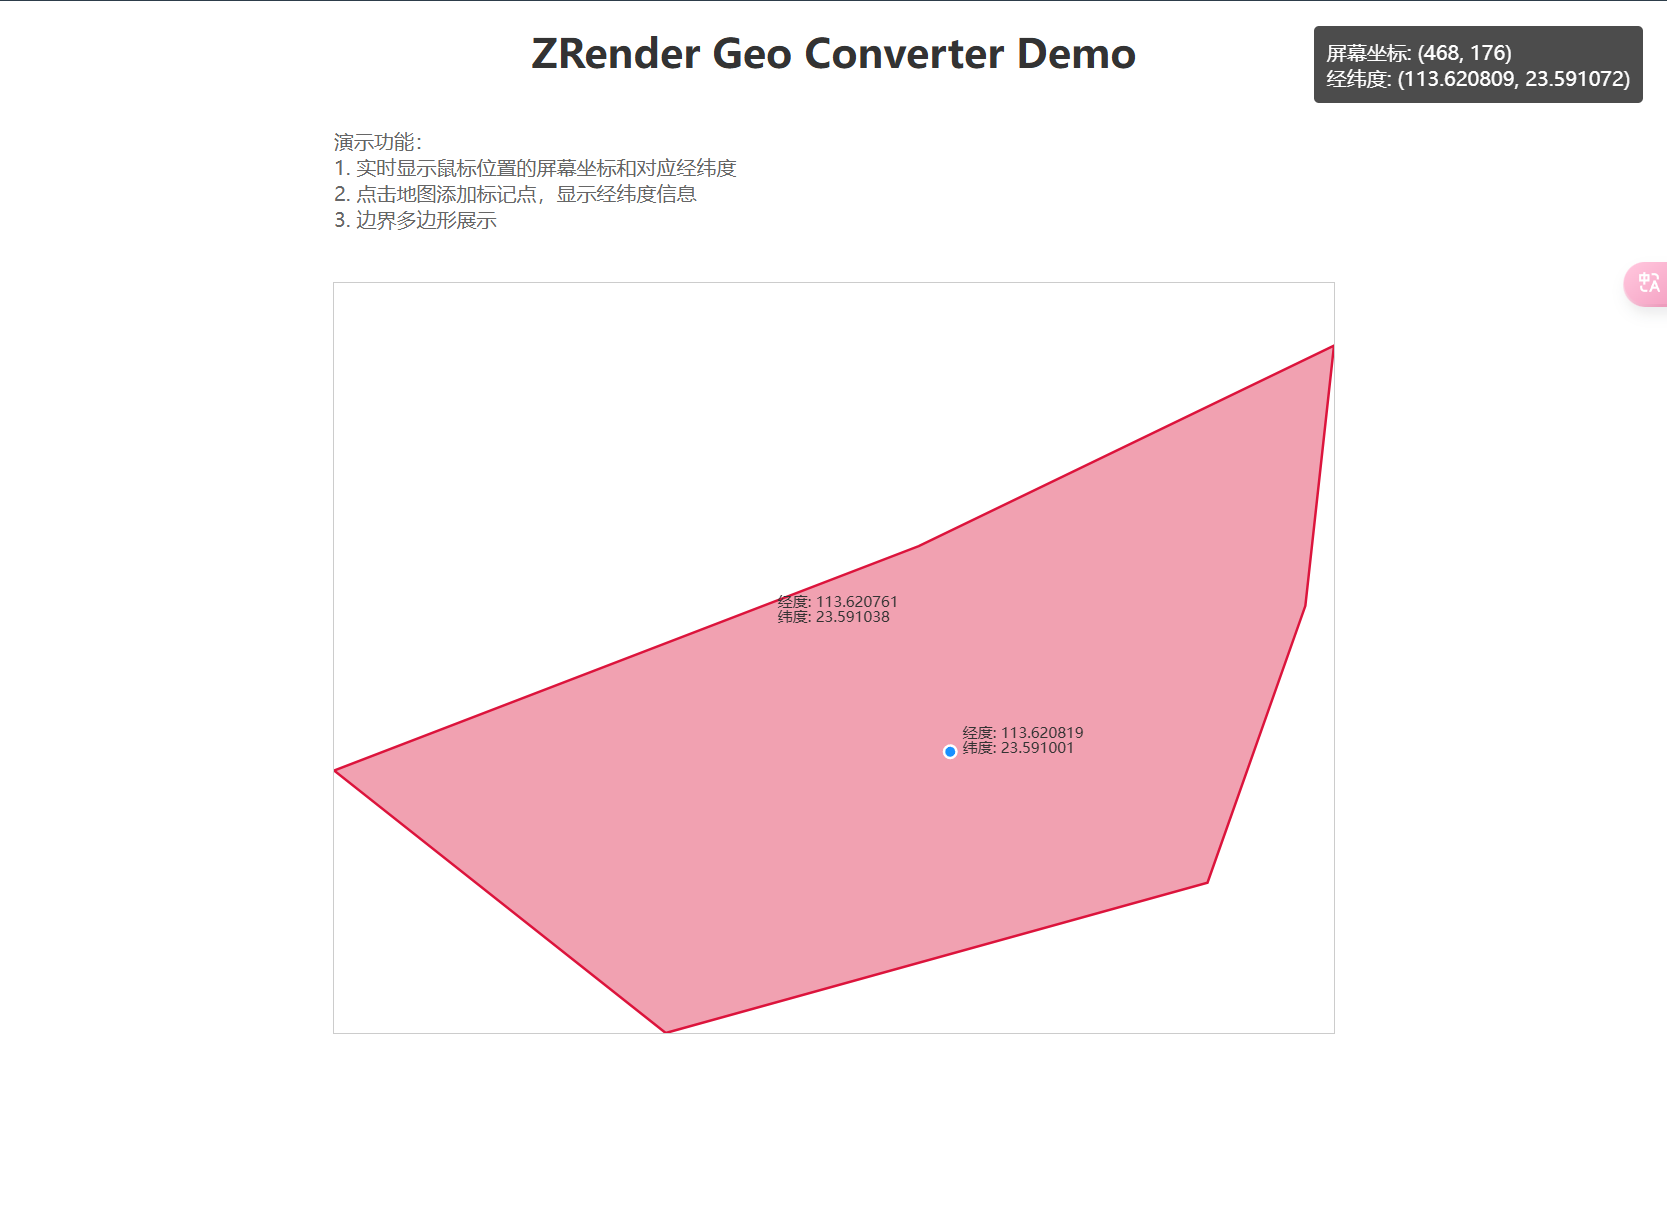 ZRender Geo Converter Demo
屏幕坐标: (468, 176)
经纬度: (113.620809, 23.591072)
演示功能：
1. 实时显示鼠标位置的屏幕坐标和对应经纬度
2. 点击地图添加标记点，显示经纬度信息
3. 边界多边形展示
中
A
经度: 113.620761
纬度: 23.591038
经度: 113.620819
纬度: 23.591001